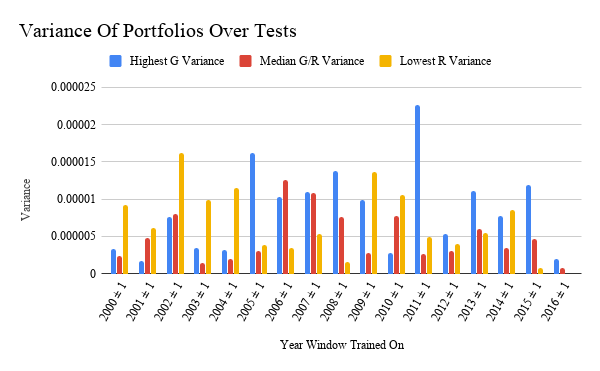 Variance Of Portfolios Over Tests
Highest G Variance
Median G/R Variance
Lowest R Variance
0.000025
0.00002
0.000015
0.00001
0.000005
0
Variance
2000 ± 1
2001 ± 1
2002 ± 1
2003 ± 1
2004 ± 1
2005 ± 1
2006 ± 1
2007 ± 1
2008 ± 1
2009 ± 1
2010 ± 1
2011 ± 1
2012 ± 1
2013 ± 1
2014 ± 1
2015 ± 1
2016 ± 1
Year Window Trained On